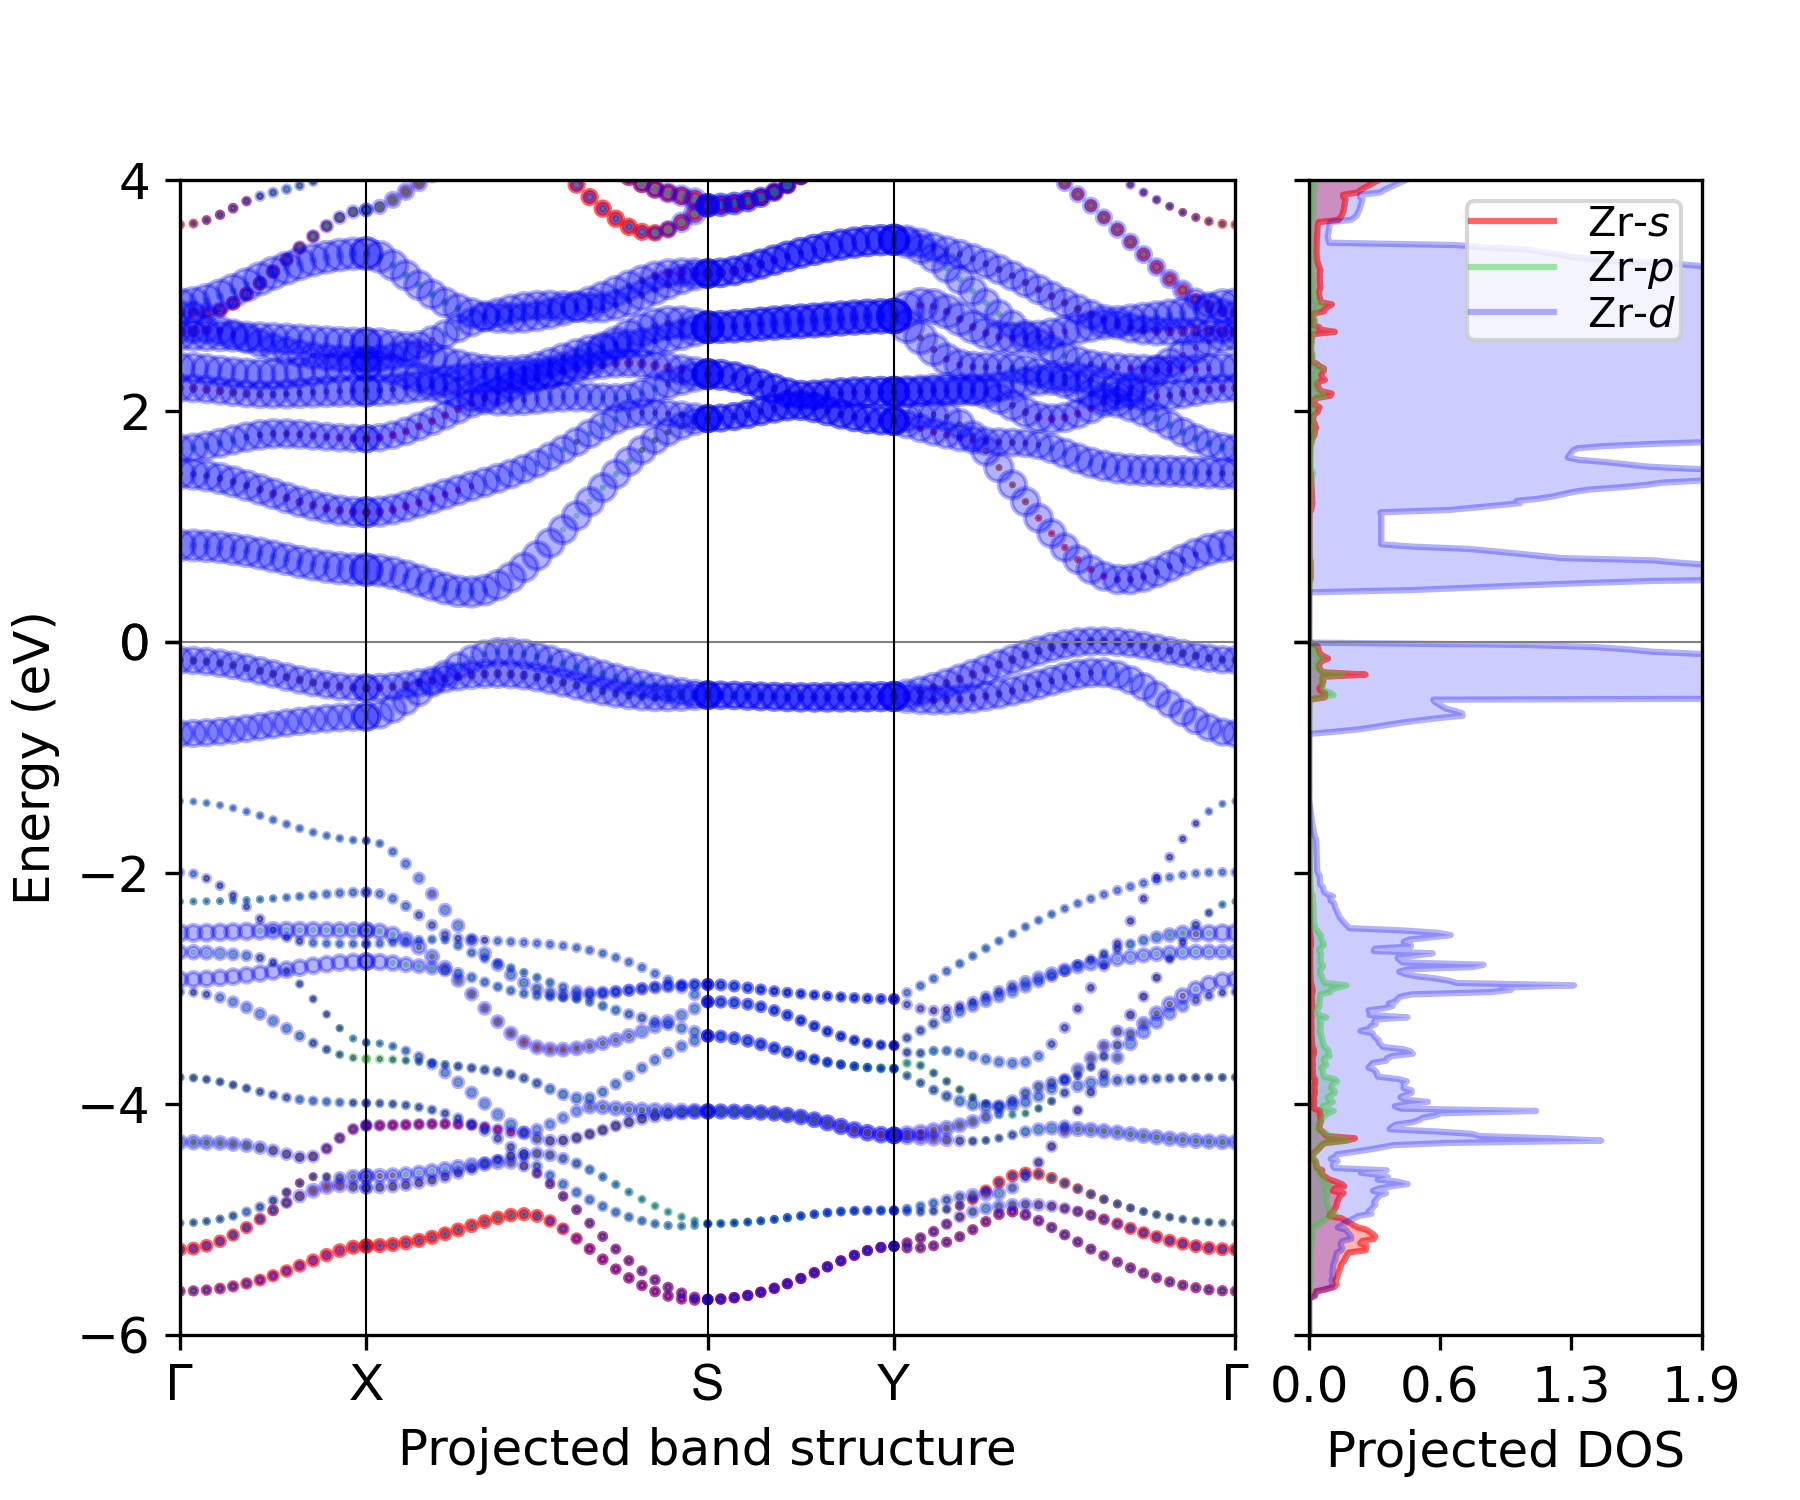 4
2
0
−2
−4
−6
Energy (eV)
Γ X S Y Γ
Projected band structure
Zr-s
Zr-p
Zr-d
0.0 0.6 1.3 1.9
Projected DOS